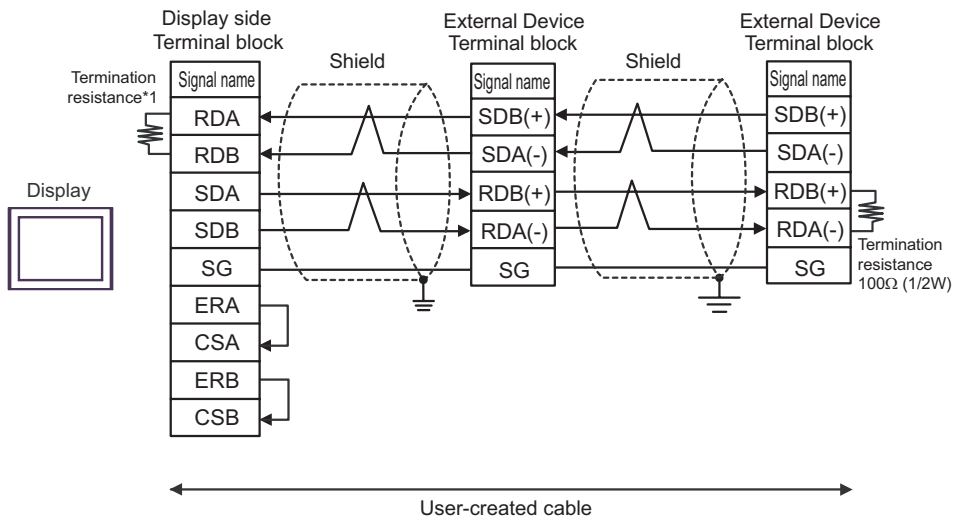 Display side
Terminal block
External Device
Terminal block
External Device
Terminal block
Shield
Shield
Termination
resistance*1
Signal name
RDA
RDB
SDA
SDB
SG
ERA
CSA
ERB
CSB
Signal name
SDB(+)
SDA(-)
RDB(+)
RDA(-)
SG
Signal name
SDB(+)
SDA(-)
RDB(+)
RDA(-)
SG
Display
Termination
resistance
100Ω (1/2W)
User-created cable